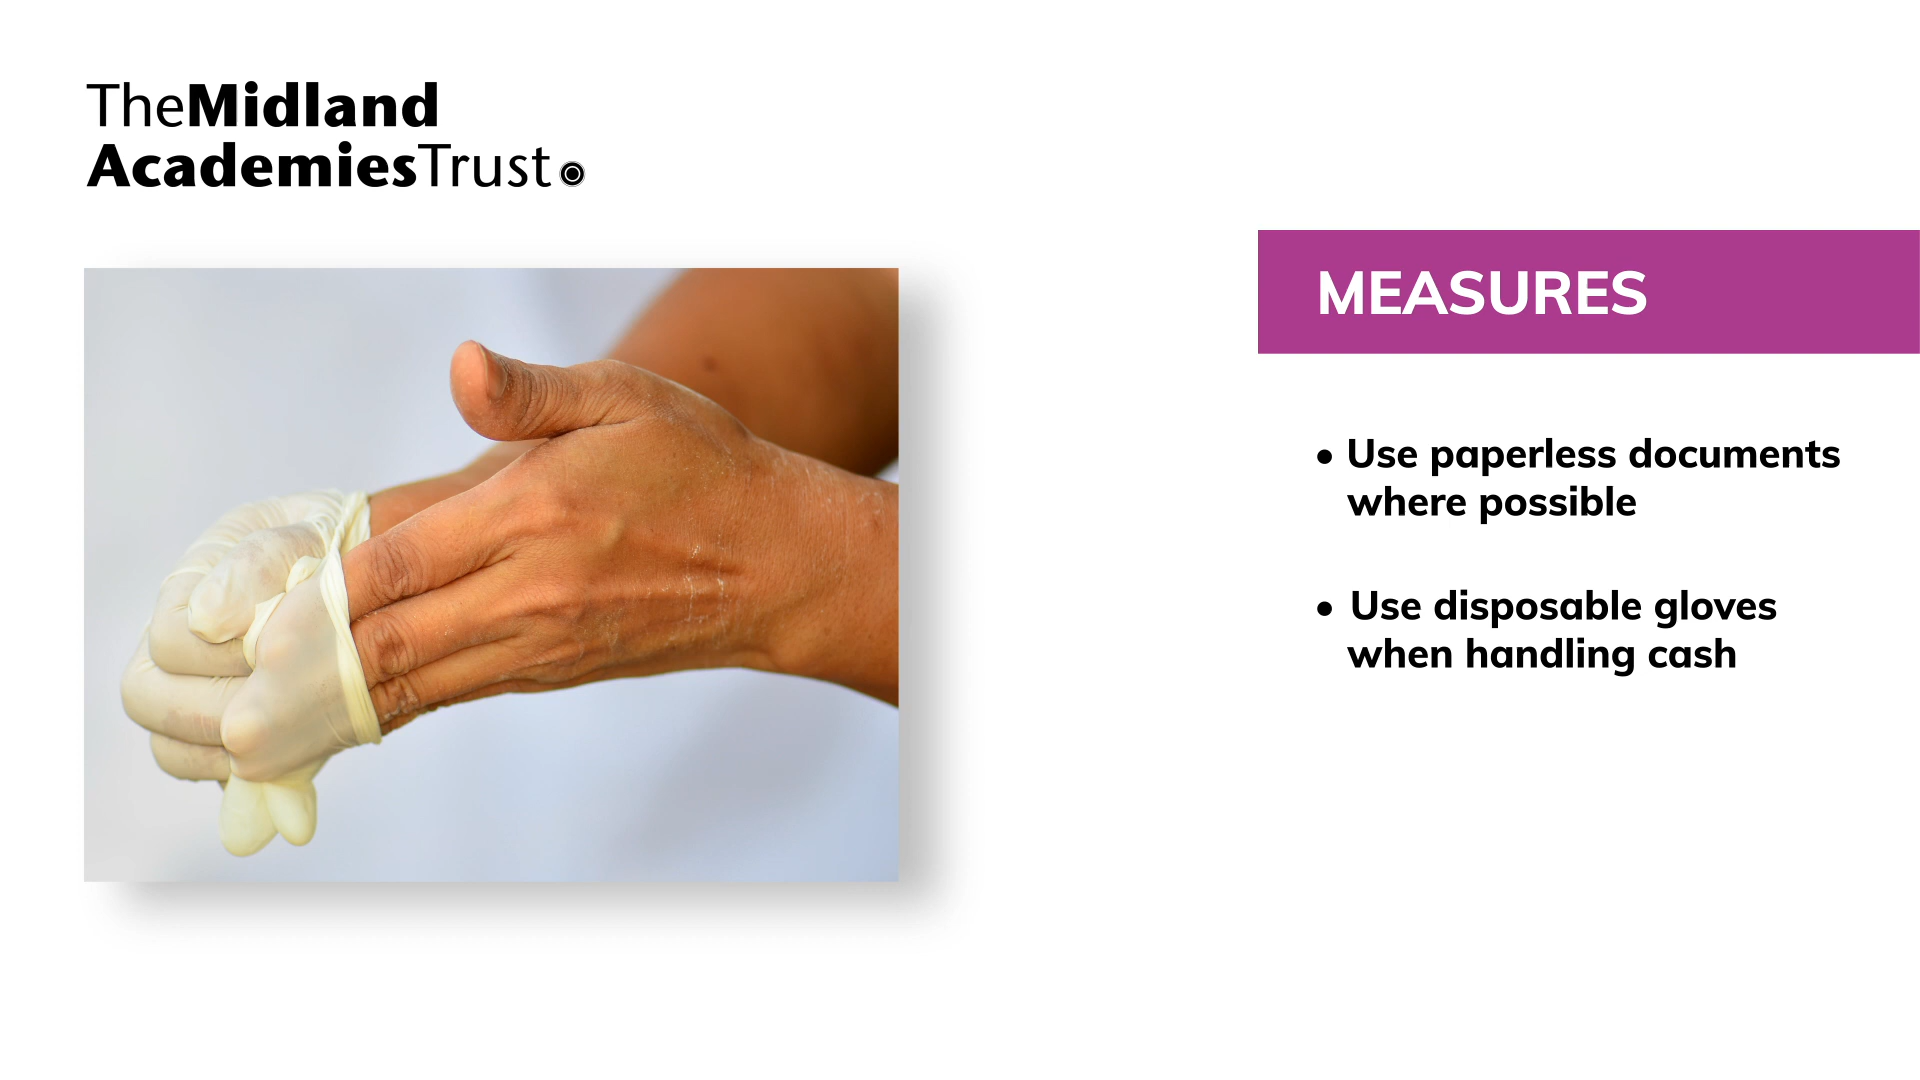 TheMidland
AcademiesTrust
MEASURES
• Use paperless documents
where possible
• Use disposable gloves
when handling cash